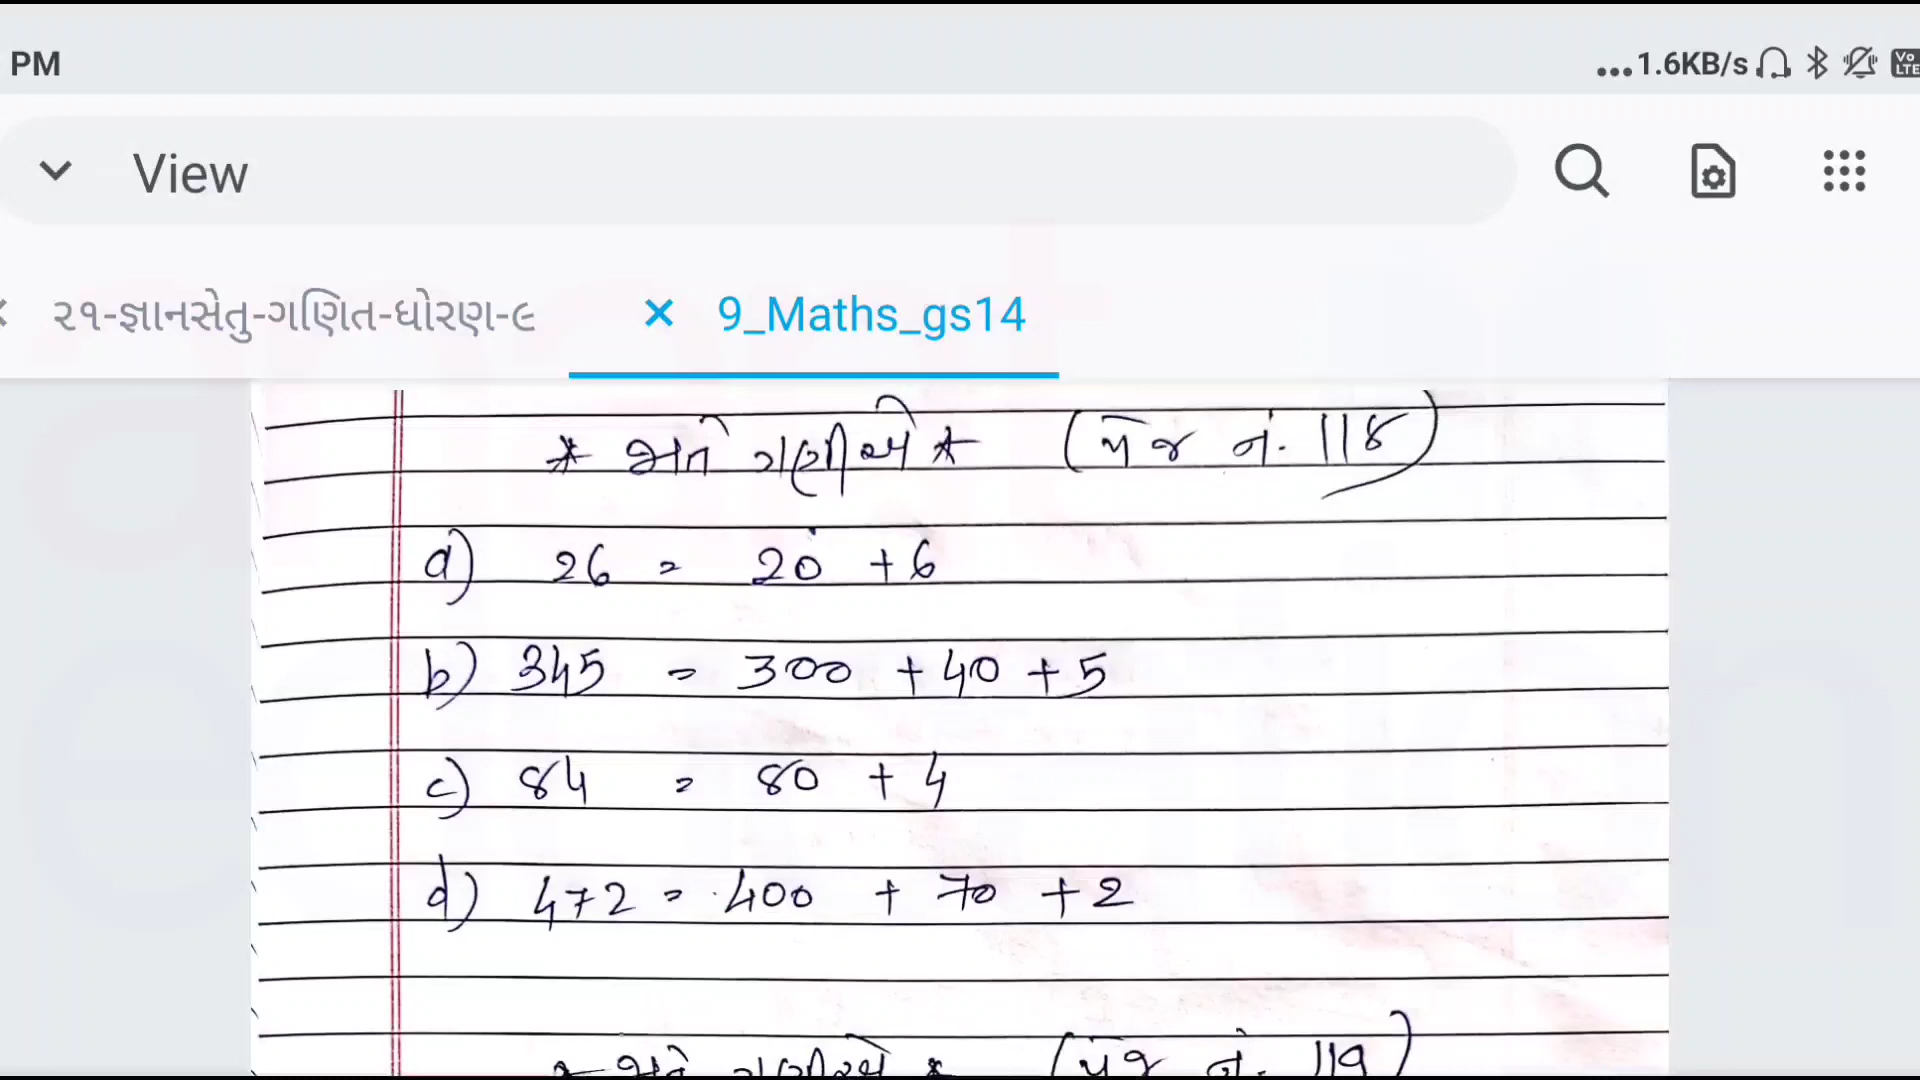 PM
...1.6KB/s
View
૨૧-જ્ઞાનસેતુ-ગણિત-ધોરણ-૯
9_Maths_gs14
* ચાલો ગણીએ * (પેજ નં. 118)
a) 26 = 20 + 6
b) 345 = 300 + 40 + 5
c) 84 = 80 + 4
d) 472 = 400 + 70 + 2
(પેજ નં. 119)